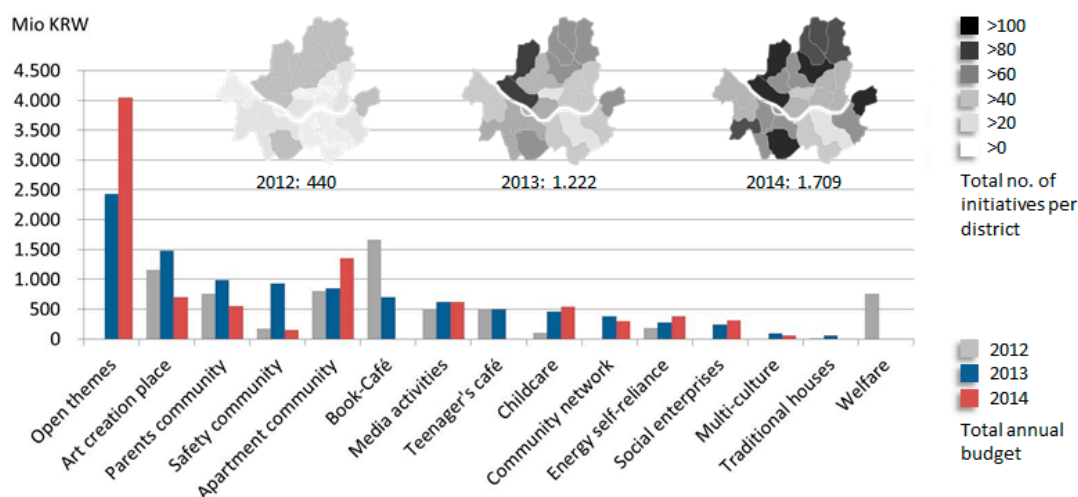 Mio KRW
4.500
4.000
3.500
3.000
2.500
2.000
1.500
1.000
500
0
2012: 440
2013: 1.222
2014: 1.709
Open themes
Art creation place
Parents community
Safety community
Apartment community
Book-Café
Media activities
Teenager's café
Childcare
Community network
Energy self-reliance
Social enterprises
Multi-culture
Traditional houses
Welfare
>100
>80
>60
>40
>20
>0
Total no. of
initiatives per
district
2012
2013
2014
Total annual
budget